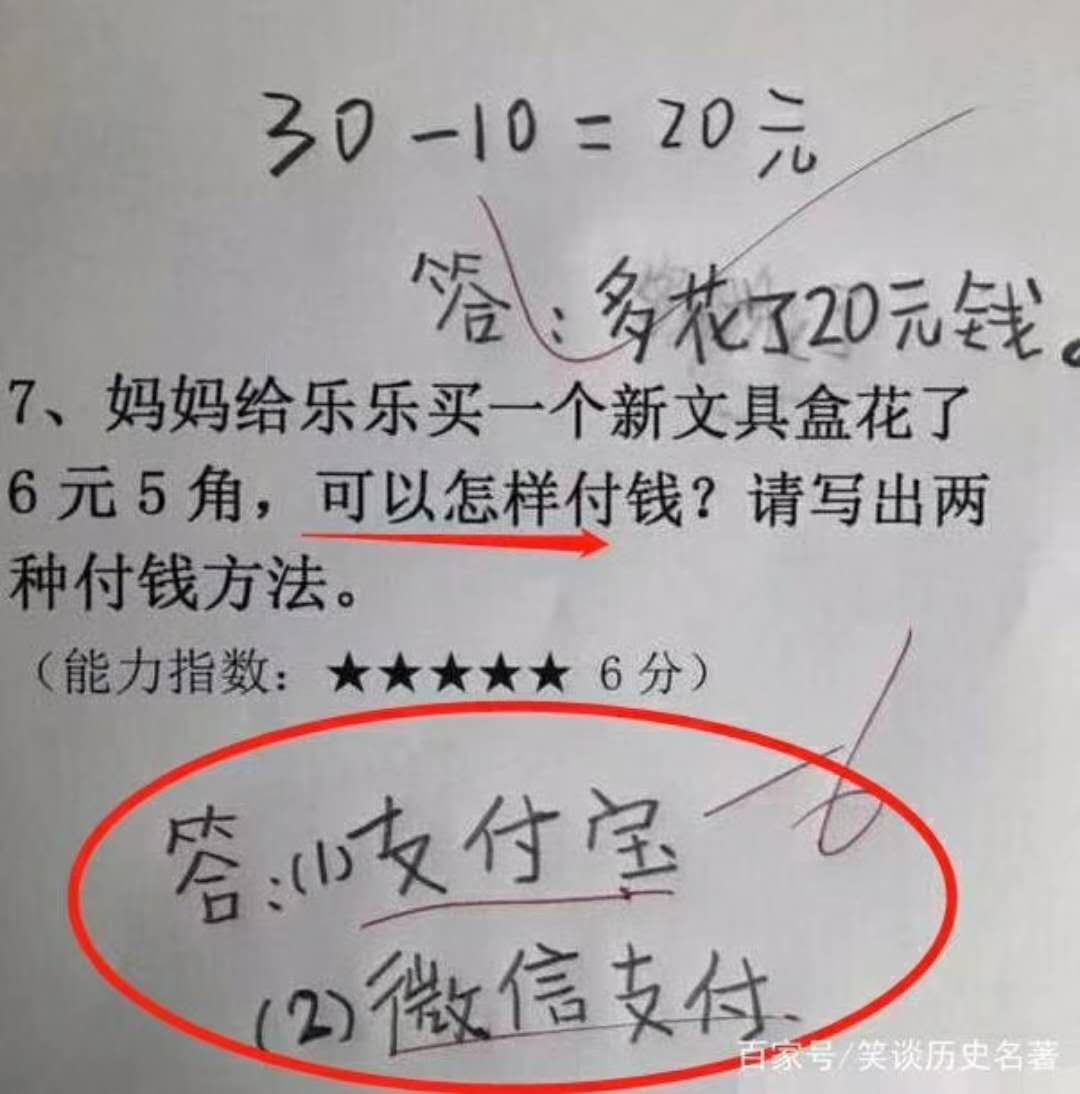 30-10=20元
答：多花了20元钱。
7、妈妈给乐乐买一个新文具盒花了
6元5角，可以怎样付钱？请写出两
种付钱方法。
（能力指数：★★★★★ 6分）
-6
答：(1)支付宝
(2)微信支付.
百家号/笑谈历史名著